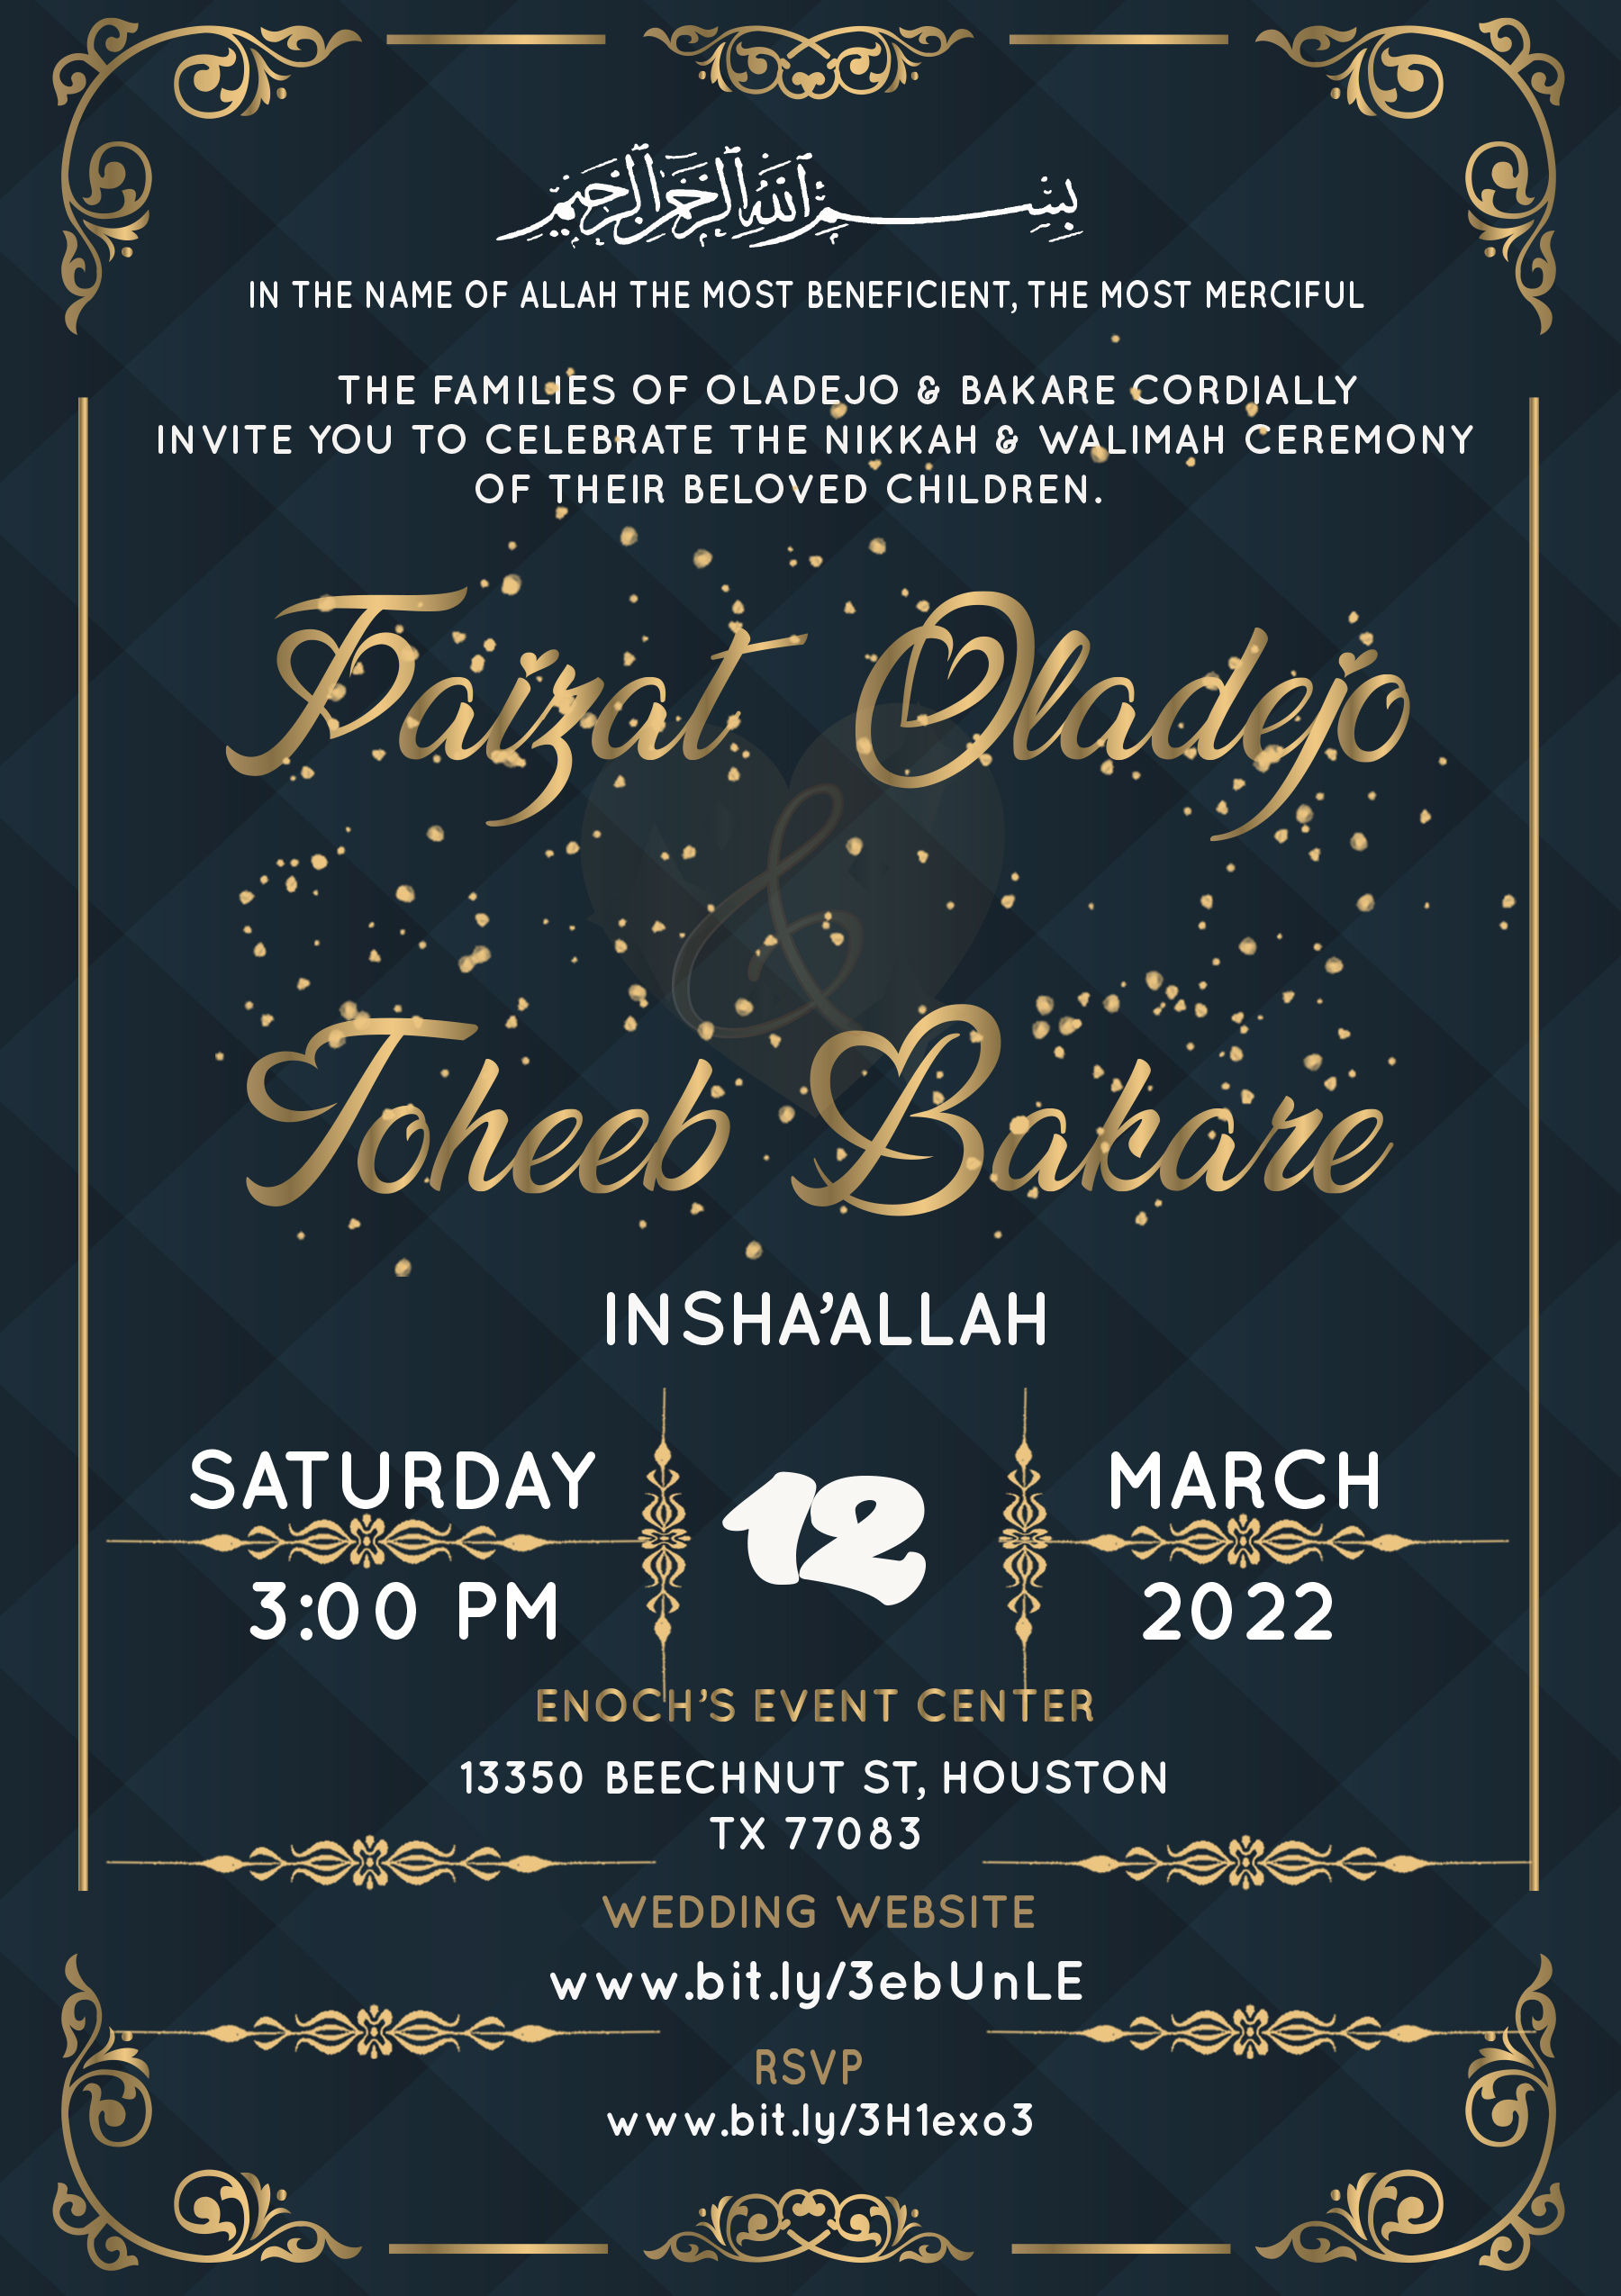 بِسْمِ اللَّهِ الرَّحْمَٰنِ الرَّحِيمِ
IN THE NAME OF ALLAH THE MOST BENEFICIENT, THE MOST MERCIFUL
THE FAMILIES OF OLADEJO & BAKARE CORDIALLY
INVITE YOU TO CELEBRATE THE NIKKAH & WALIMAH CEREMONY
OF THEIR BELOVED CHILDREN.
Faizat Oladejo
&
Toheeb Bakare
INSHA'ALLAH
SATURDAY
3:00 PM
12
MARCH
2022
ENOCH'S EVENT CENTER
13350 BEECHNUT ST, HOUSTON
TX 77083
WEDDING WEBSITE
www.bit.ly/3ebUnLE
RSVP
www.bit.ly/3H1exo3